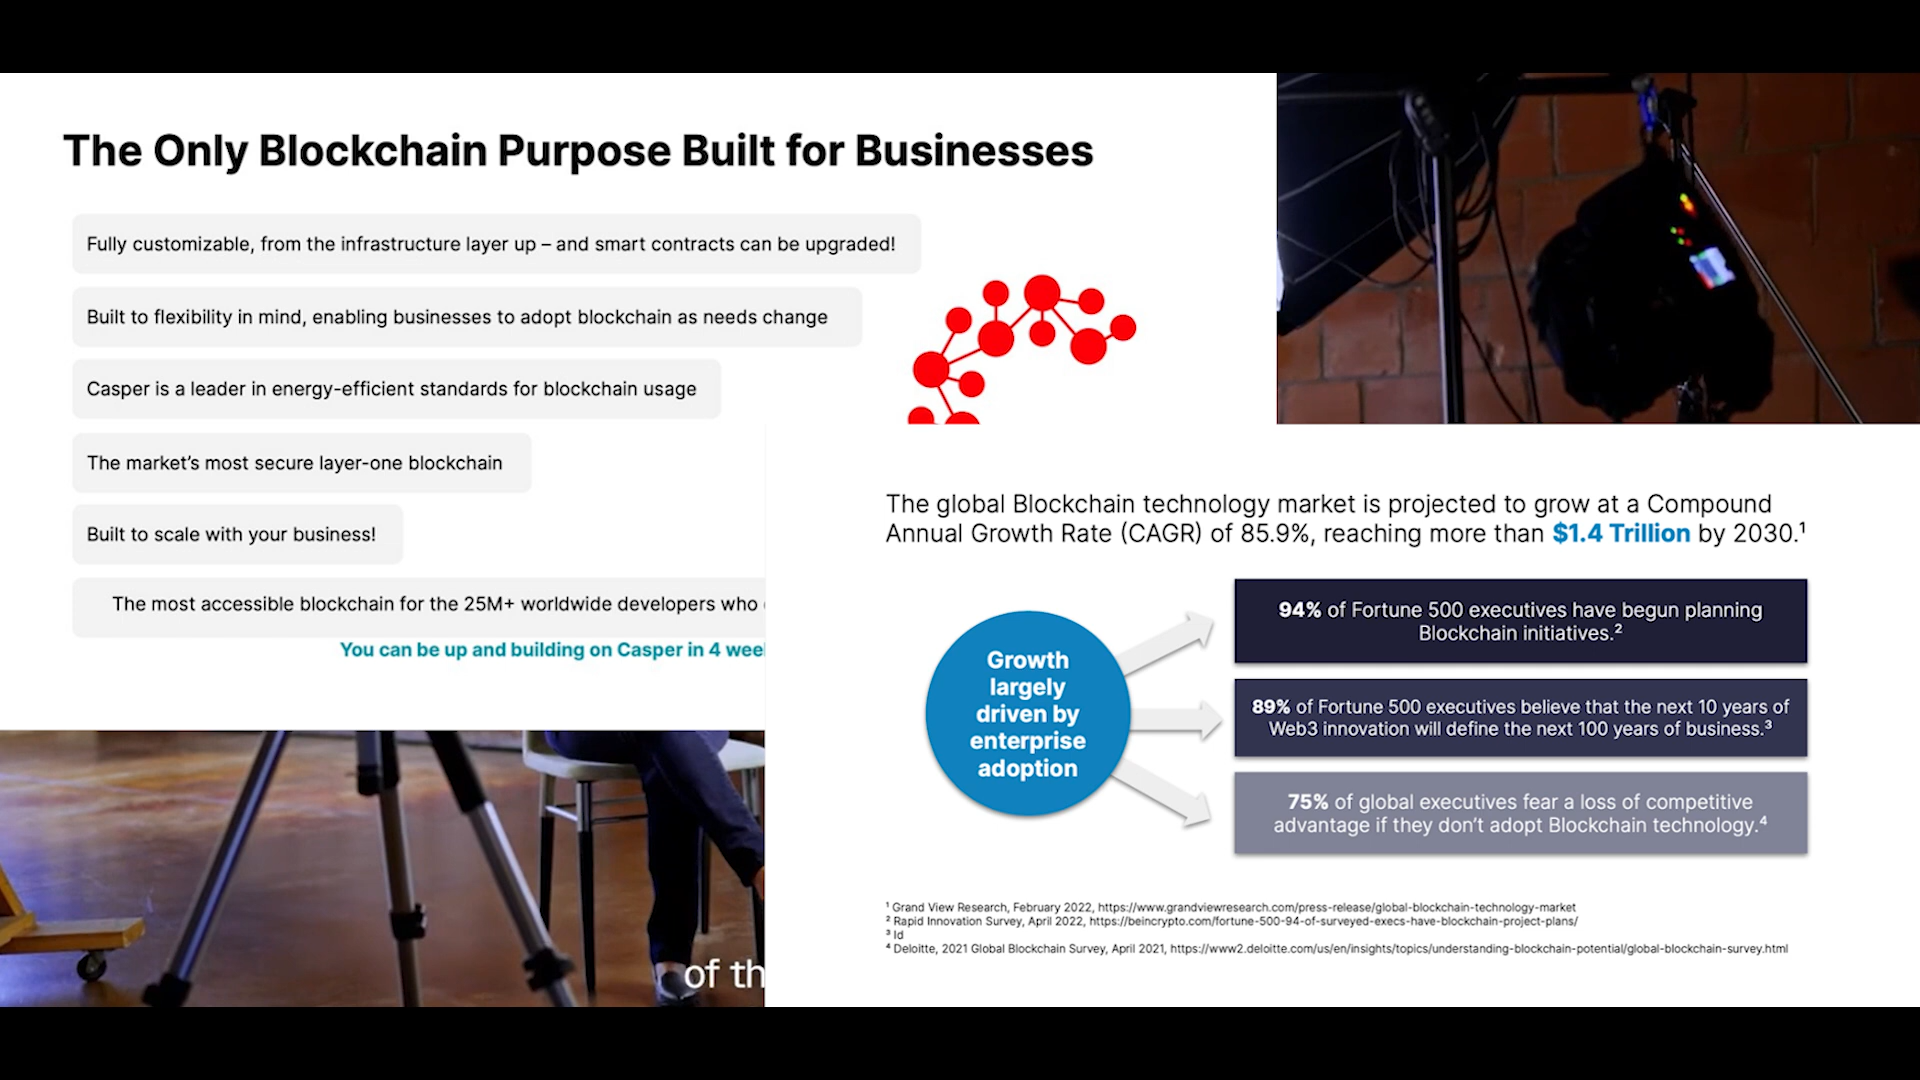 The Only Blockchain Purpose Built for Businesses
Fully customizable, from the infrastructure layer up – and smart contracts can be upgraded!
Built to flexibility in mind, enabling businesses to adopt blockchain as needs change
Casper is a leader in energy-efficient standards for blockchain usage
The market’s most secure layer-one blockchain
Built to scale with your business!
The most accessible blockchain for the 25M+ worldwide developers who
You can be up and building on Casper in 4
The global Blockchain technology market is projected to grow at a Compound
Annual Growth Rate (CAGR) of 85.9%, reaching more than $1.4 Trillion by 2030.¹
Growth
largely
driven by
enterprise
adoption
94% of Fortune 500 executives have begun planning
Blockchain initiatives.²
89% of Fortune 500 executives believe that the next 10 years of
Web3 innovation will define the next 100 years of business.³
75% of global executives fear a loss of competitive
advantage if they don’t adopt Blockchain technology.⁴
¹ Grand View Research, February 2022, https://www.grandviewresearch.com/press-release/global-blockchain-technology-market
² Rapid Innovation Survey, April 2022, https://beincrypto.com/fortune-500-94-of-surveyed-execs-have-blockchain-project-plans/
³ Id
⁴ Deloitte, 2021 Global Blockchain Survey, April 2021, https://www2.deloitte.com/us/en/insights/topics/understanding-blockchain-potential/global-blockchain-survey.html
of